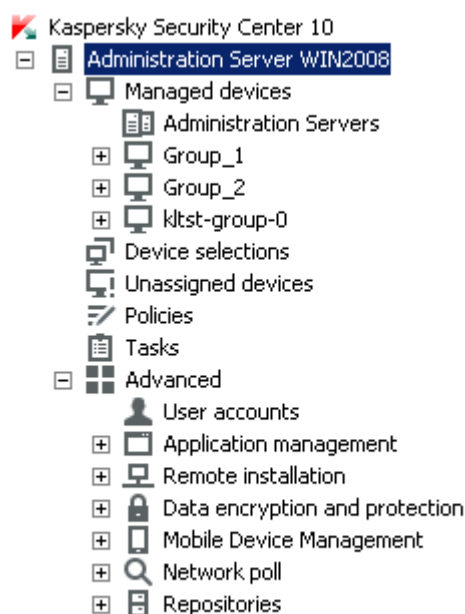 Kaspersky Security Center 10
Administration Server WIN2008
Managed devices
Administration Servers
Group_1
Group_2
kltst-group-0
Device selections
Unassigned devices
Policies
Tasks
Advanced
User accounts
Application management
Remote installation
Data encryption and protection
Mobile Device Management
Network poll
Repositories